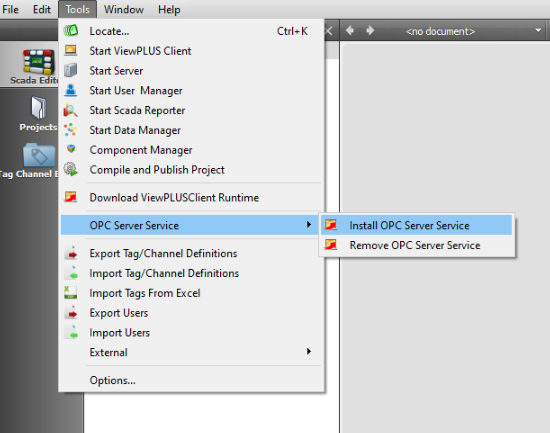 File Edit Tools Window Help
<no document>
Scada Edito
Projects
Tag Channel E
Locate... Ctrl+K
Start ViewPLUS Client
Start Server
Start User Manager
Start Scada Reporter
Start Data Manager
Component Manager
Compile and Publish Project
Download ViewPLUSClient Runtime
OPC Server Service
Install OPC Server Service
Remove OPC Server Service
Export Tag/Channel Definitions
Import Tag/Channel Definitions
Import Tags From Excel
Export Users
Import Users
External
Options...